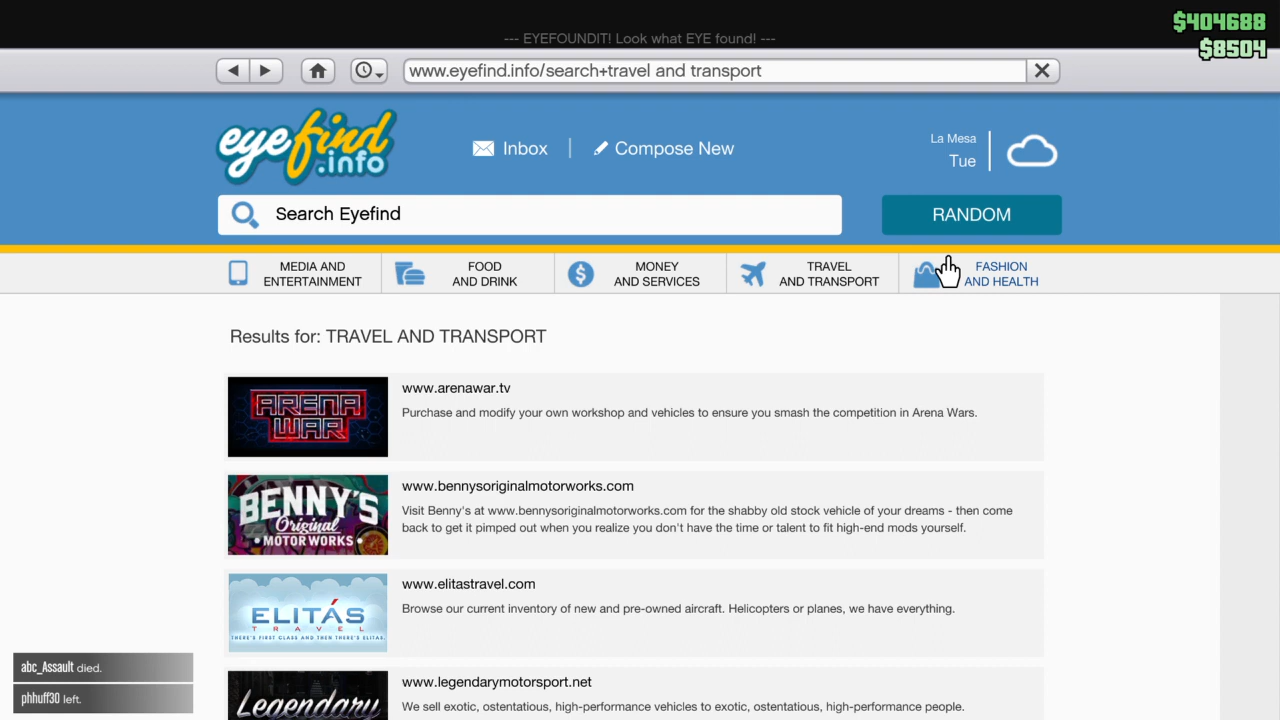 $404688
--- EYEFOUNDIT! Look what EYE found! ---
$8504
www.eyefind.info/search+travel and transport
eyefind
.info
Inbox
Compose New
La Mesa
Tue
Search Eyefind
RANDOM
MEDIA AND
ENTERTAINMENT
FOOD
AND DRINK
MONEY
AND SERVICES
TRAVEL
AND TRANSPORT
FASHION
AND HEALTH
Results for: TRAVEL AND TRANSPORT
ARENA
WAR
www.arenawar.tv
Purchase and modify your own workshop and vehicles to ensure you smash the competition in Arena Wars.
BENNY'S
Original
MOTOR WORKS
www.bennysoriginalmotorworks.com
Visit Benny's at www.bennysoriginalmotorworks.com for the shabby old stock vehicle of your dreams - then come
back to get it pimped out when you realize you don't have the time or talent to fit high-end mods yourself.
ELITÁS
TRAVEL
THERE'S FIRST CLASS AND THEN THERE'S ELITAS.
www.elitastravel.com
Browse our current inventory of new and pre-owned aircraft. Helicopters or planes, we have everything.
Legendary
www.legendarymotorsport.net
We sell exotic, ostentatious, high-performance vehicles to exotic, ostentatious, high-performance people.
abc_Assault died.
phhuff30 left.